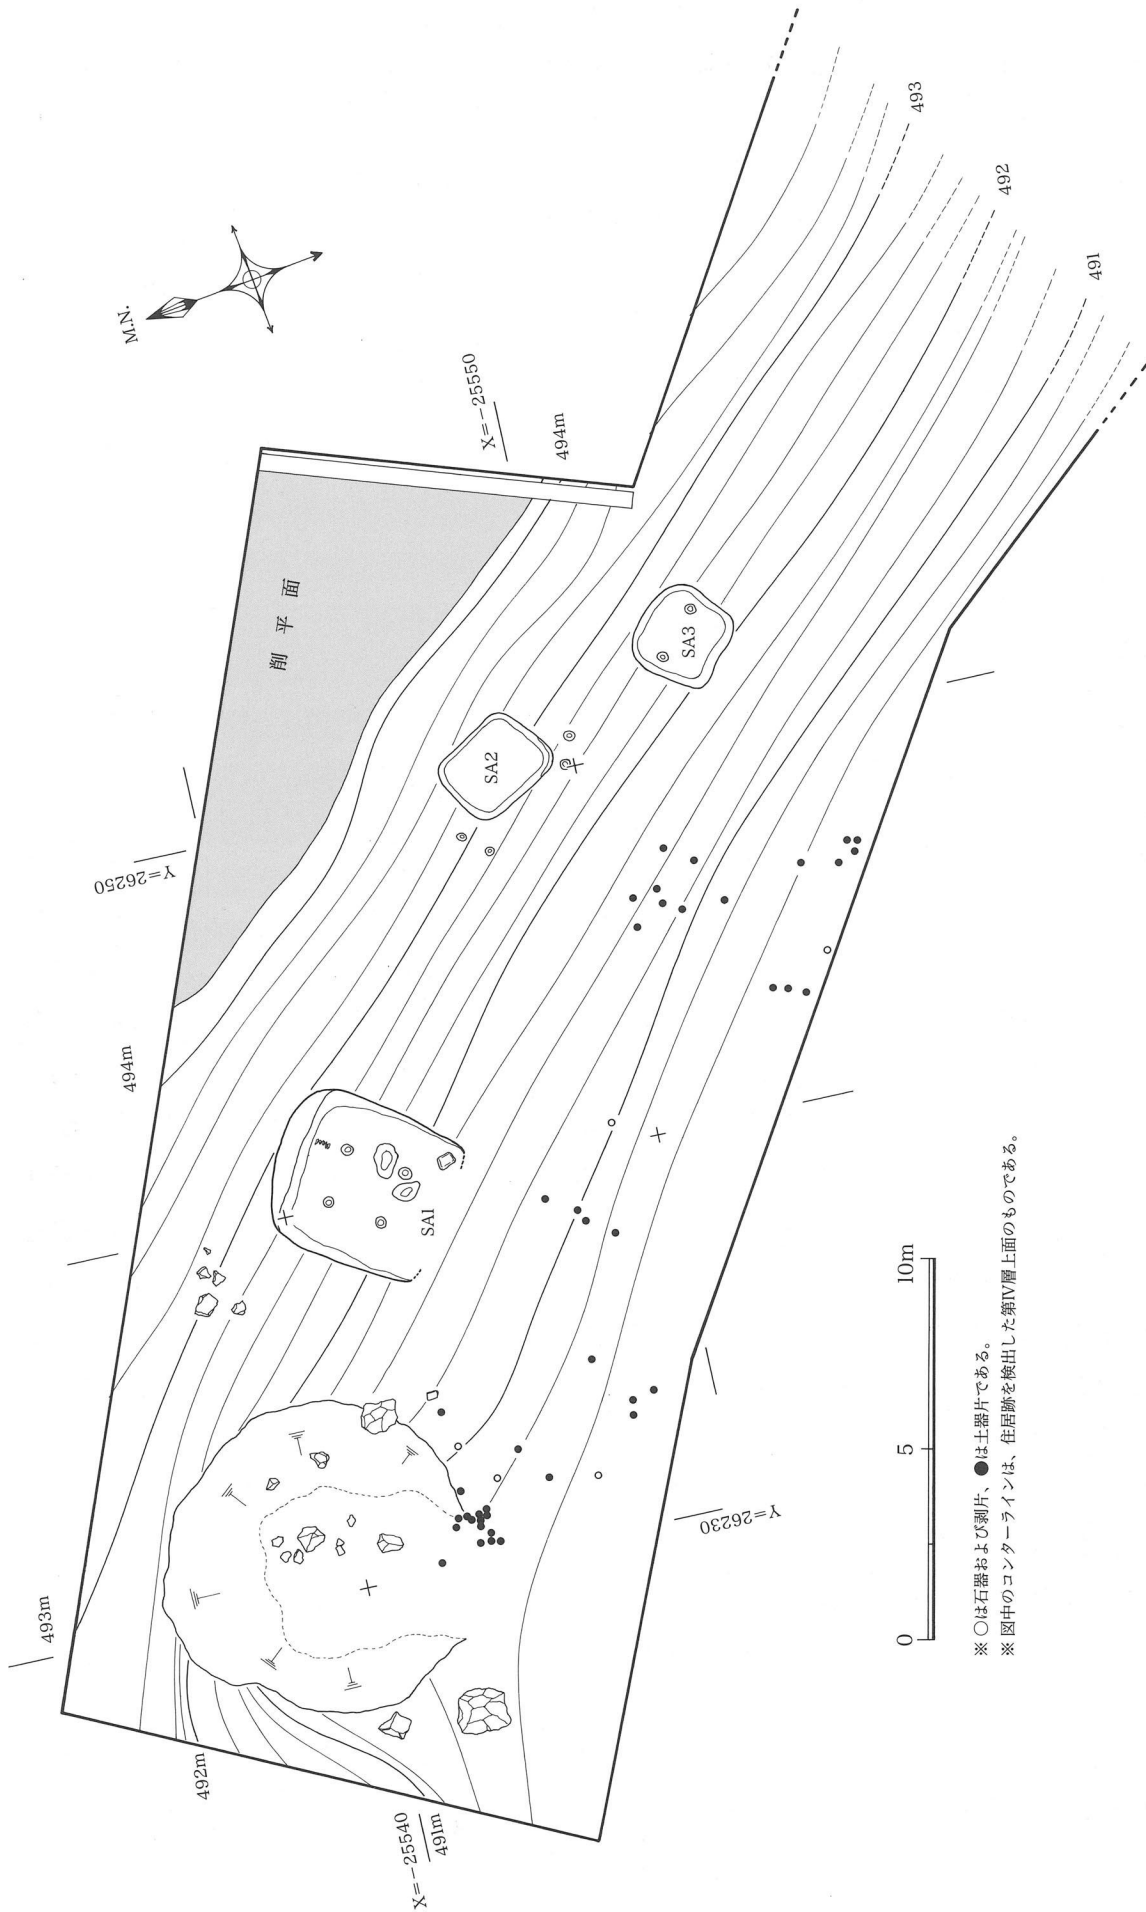 M.N.
X=-25550
494m
493
492
491
削平面
Y=26250
494m
SA2
SA3
SA1
493m
492m
X=-25540
491m
Y=26230
0
5
10m
※ ○は石器および剥片、●は土器片である。
※ 図中のコンターラインは、住居跡を検出した第Ⅳ層上面のものである。